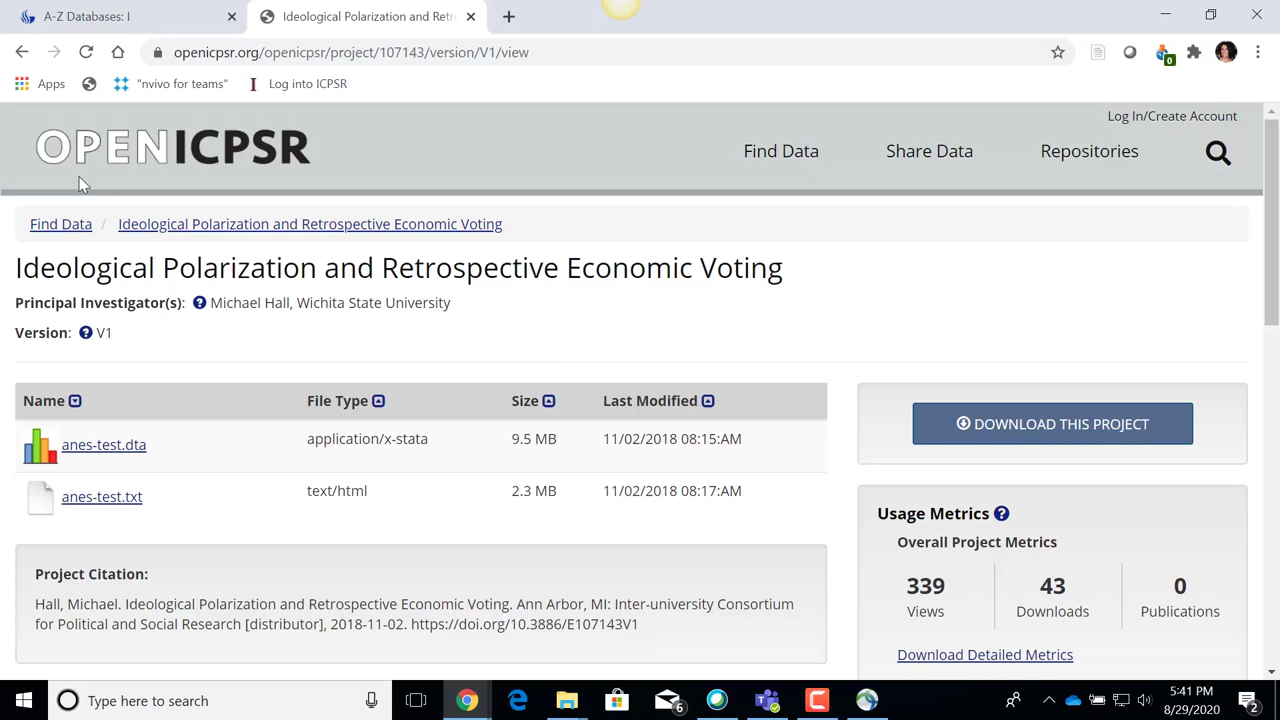 A-Z Databases: I
Ideological Polarization and Retro
openicpsr.org/openicpsr/project/107143/version/V1/view
0
Apps
"nvivo for teams"
Log into ICPSR
Log In/Create Account
OPENICPSR
Find Data
Share Data
Repositories
Find Data / Ideological Polarization and Retrospective Economic Voting
Ideological Polarization and Retrospective Economic Voting
Principal Investigator(s): ? Michael Hall, Wichita State University
Version: ? V1
Name File Type Size Last Modified
anes-test.dta application/x-stata 9.5 MB 11/02/2018 08:15:AM
anes-test.txt text/html 2.3 MB 11/02/2018 08:17:AM
DOWNLOAD THIS PROJECT
Usage Metrics ?
Overall Project Metrics
339 43 0
Views Downloads Publications
Download Detailed Metrics
Project Citation:
Hall, Michael. Ideological Polarization and Retrospective Economic Voting. Ann Arbor, MI: Inter-university Consortium
for Political and Social Research [distributor], 2018-11-02. https://doi.org/10.3886/E107143V1
Type here to search
6
5:41 PM
8/29/2020
2